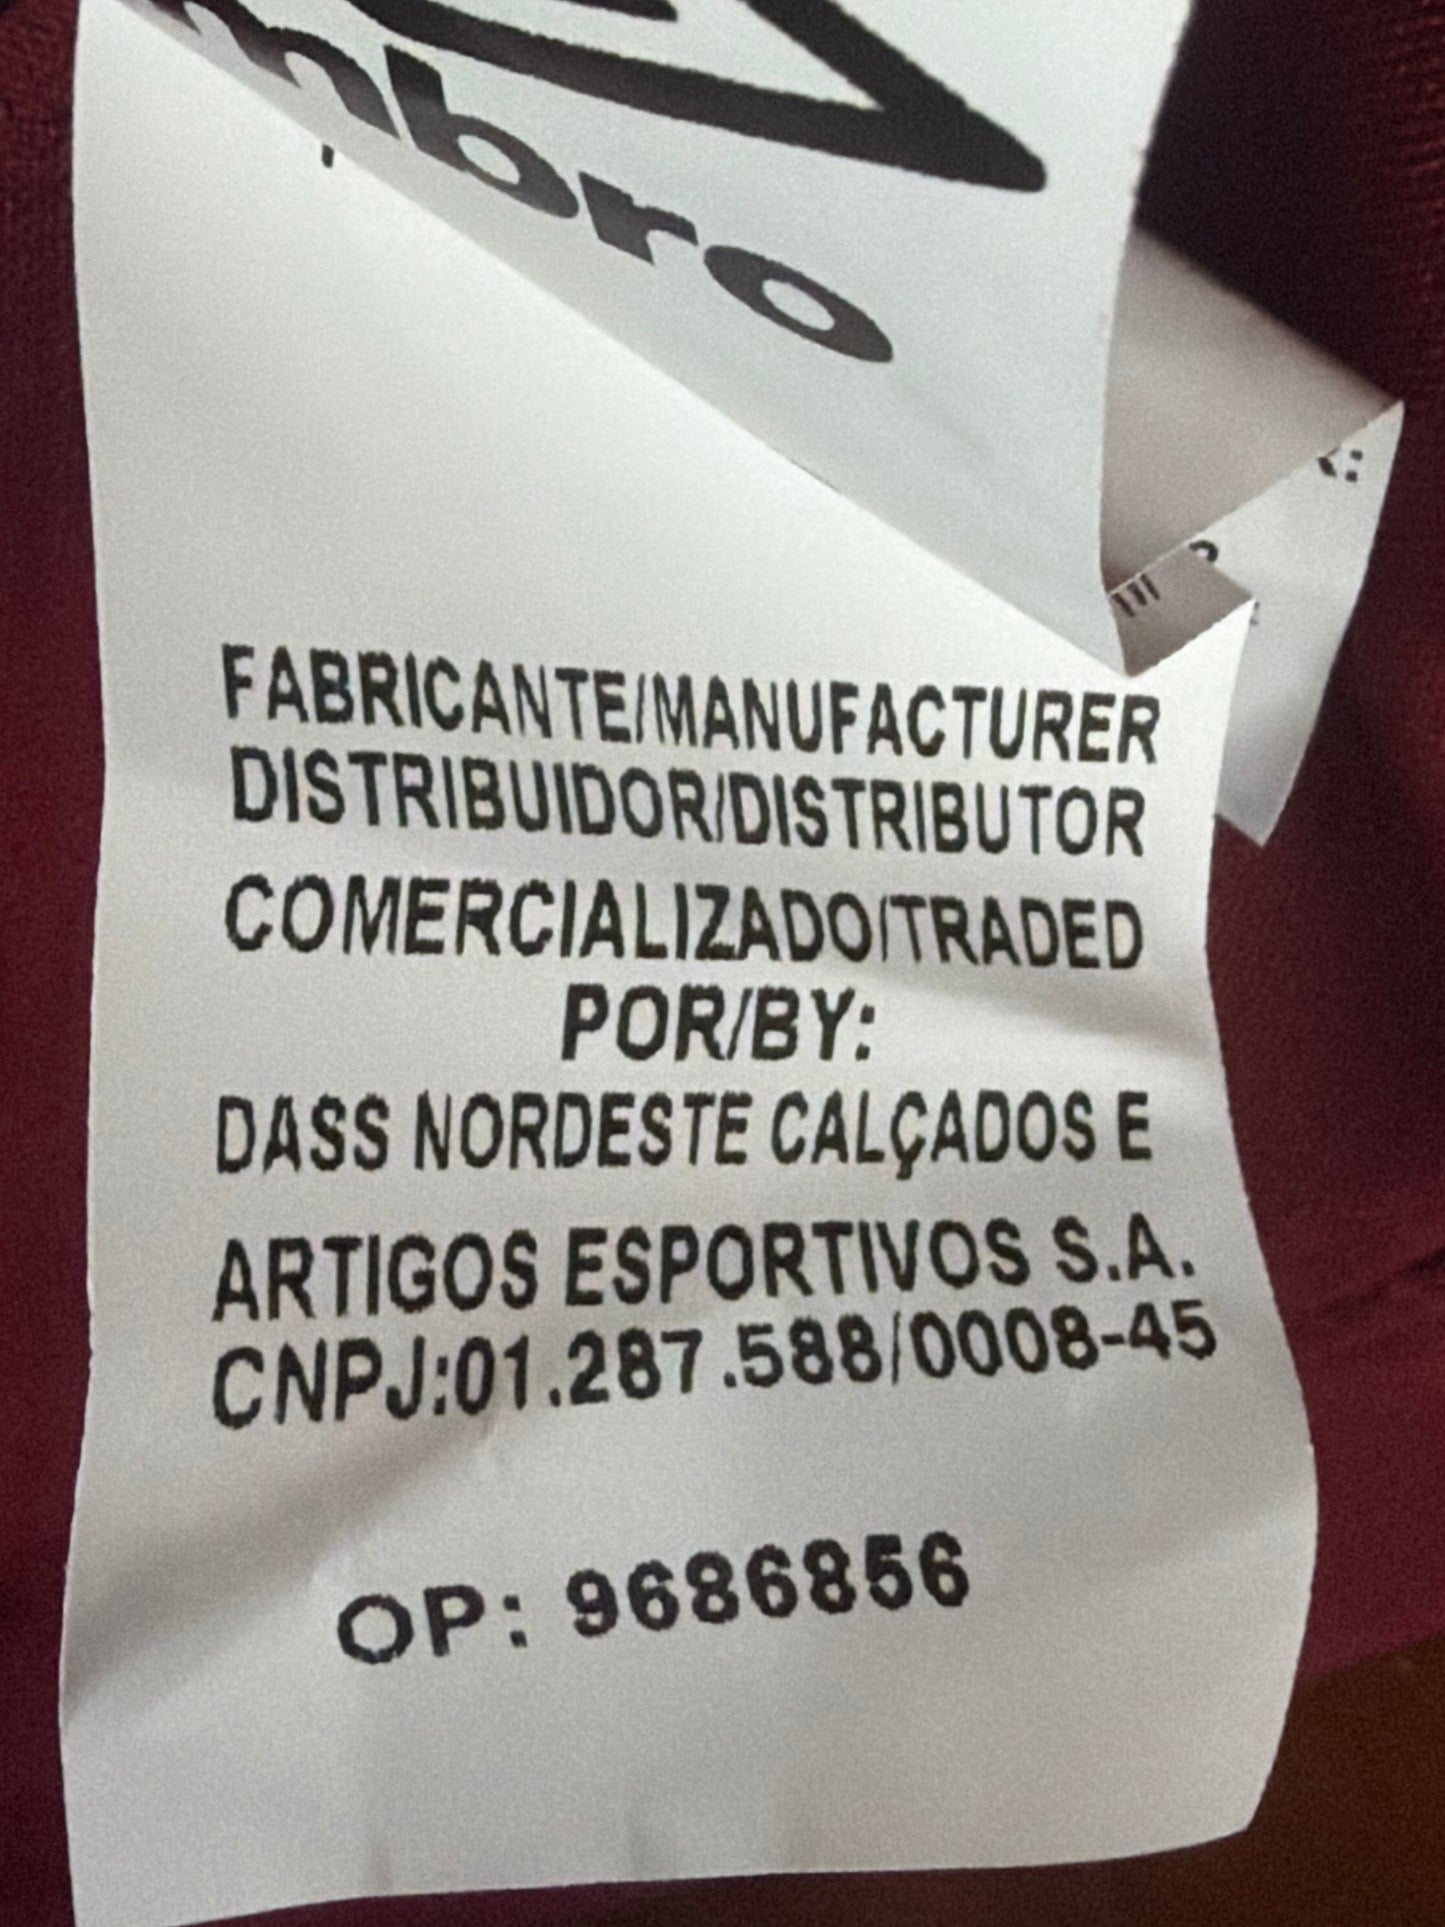 mbro
FABRICANTE/MANUFACTURER
DISTRIBUIDOR/DISTRIBUTOR
COMERCIALIZADO/TRADED
POR/BY:
DASS NORDESTE CALÇADOS E
ARTIGOS ESPORTIVOS S.A.
CNPJ:01.287.588/0008-45
OP: 9686856